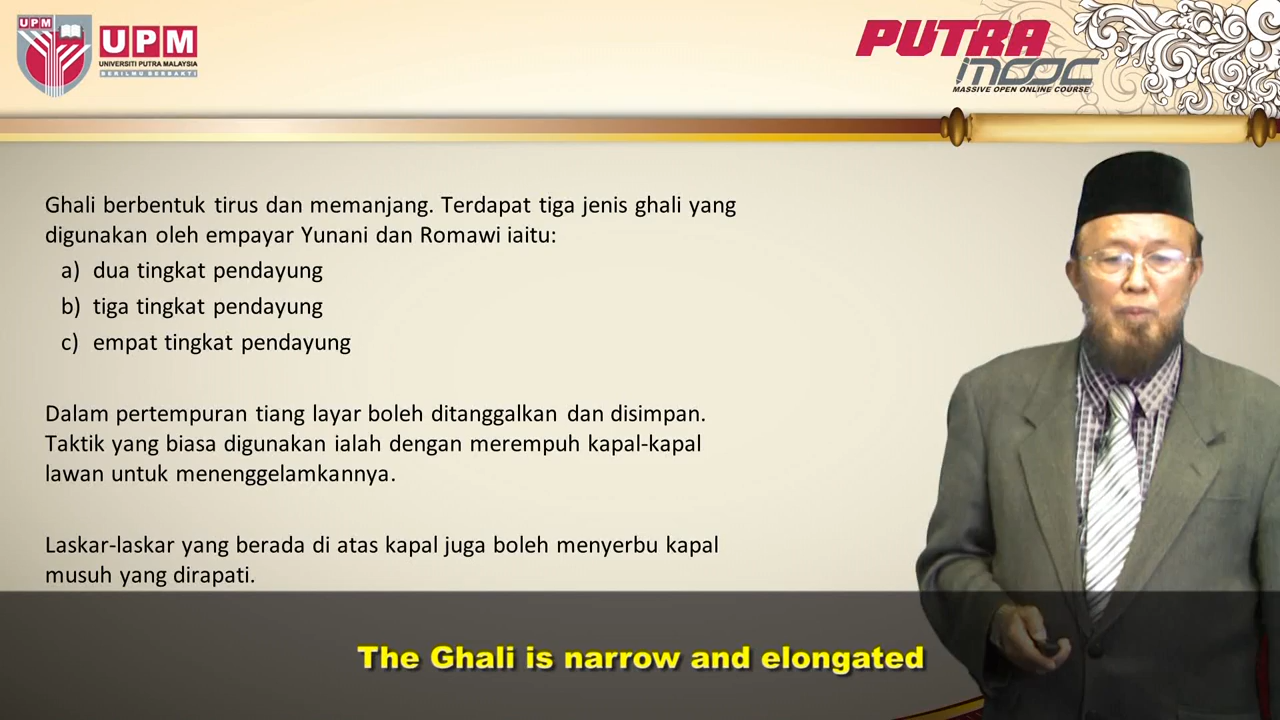 UPM
UPM
UNIVERSITI PUTRA MALAYSIA
BERILMU BERBAKTI
PUTRA
mooc
MASSIVE OPEN ONLINE COURSE
Ghali berbentuk tirus dan memanjang. Terdapat tiga jenis ghali yang
digunakan oleh empayar Yunani dan Romawi iaitu:
a) dua tingkat pendayung
b) tiga tingkat pendayung
c) empat tingkat pendayung
Dalam pertempuran tiang layar boleh ditanggalkan dan disimpan.
Taktik yang biasa digunakan ialah dengan merempuh kapal-kapal
lawan untuk menenggelamkannya.
Laskar-laskar yang berada di atas kapal juga boleh menyerbu kapal
musuh yang dirapati.
The Ghali is narrow and elongated